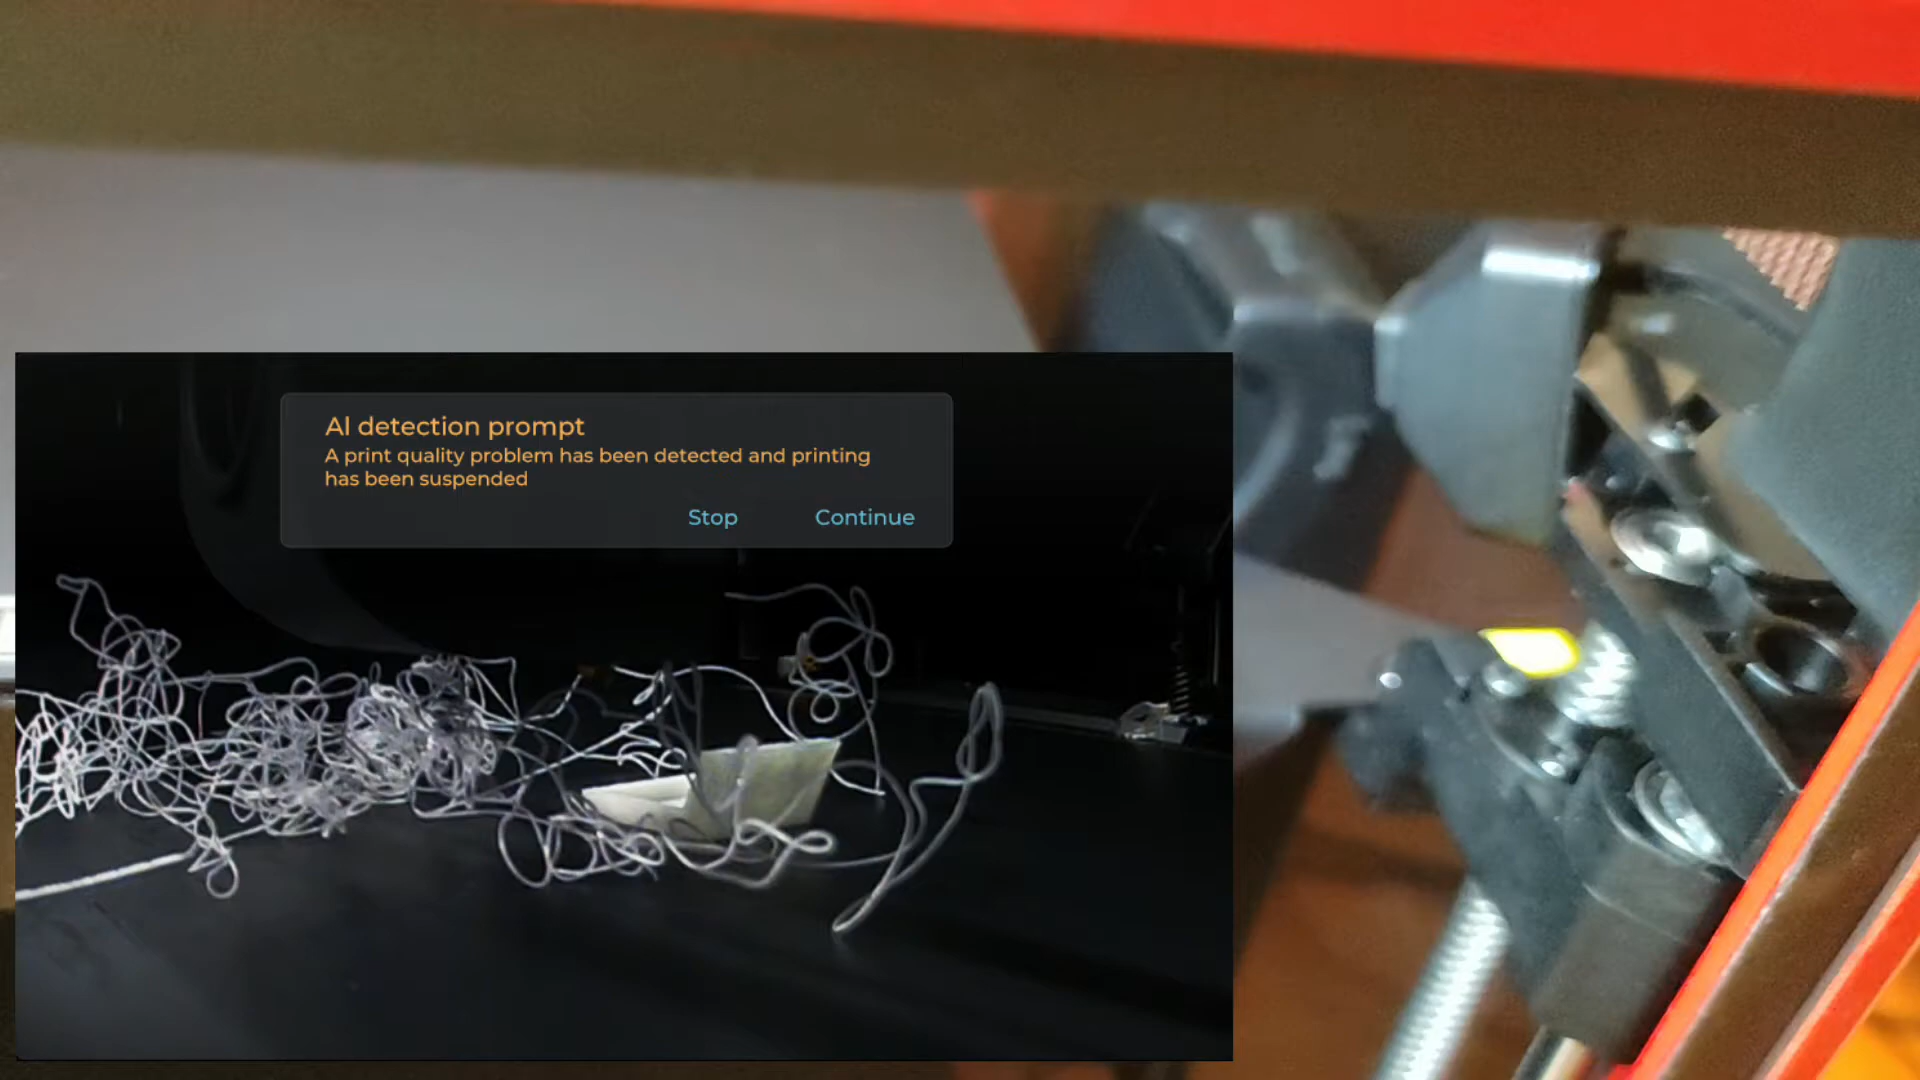 AI detection prompt
A print quality problem has been detected and printing
has been suspended
Stop
Continue